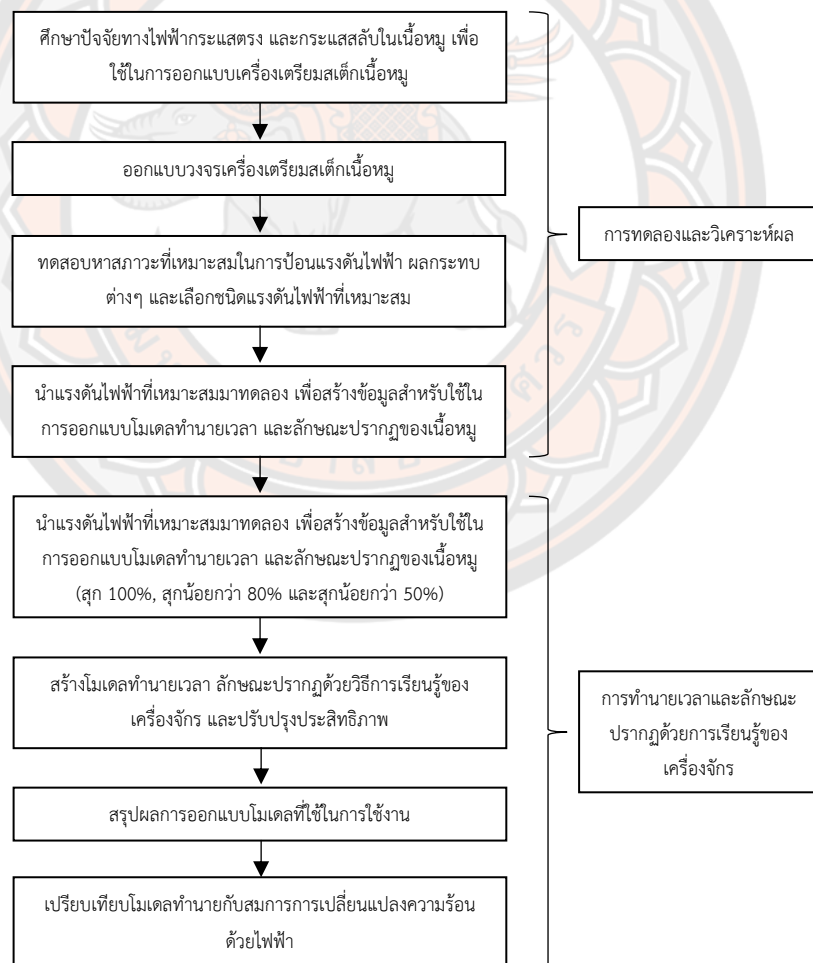 ศึกษาปัจจัยทางไฟฟ้ากระแสตรง และกระแสสลับในเนื้อหมู เพื่อ
ใช้ในการออกแบบเครื่องเตรียมสเต็กเนื้อหมู
ออกแบบวงจรเครื่องเตรียมสเต็กเนื้อหมู
ทดสอบหาสภาวะที่เหมาะสมในการป้อนแรงดันไฟฟ้า ผลกระทบ
ต่างๆ และเลือกชนิดแรงดันไฟฟ้าที่เหมาะสม
นำแรงดันไฟฟ้าที่เหมาะสมมาทดลอง เพื่อสร้างข้อมูลสำหรับใช้ใน
การออกแบบโมเดลทำนายเวลา และลักษณะปรากฏของเนื้อหมู
การทดลองและวิเคราะห์ผล
นำแรงดันไฟฟ้าที่เหมาะสมมาทดลอง เพื่อสร้างข้อมูลสำหรับใช้ใน
การออกแบบโมเดลทำนายเวลา และลักษณะปรากฏของเนื้อหมู
(สุก 100%, สุกน้อยกว่า 80% และสุกน้อยกว่า 50%)
สร้างโมเดลทำนายเวลา ลักษณะปรากฏด้วยวิธีการเรียนรู้ของ
เครื่องจักร และปรับปรุงประสิทธิภาพ
สรุปผลการออกแบบโมเดลที่ใช้ในการใช้งาน
เปรียบเทียบโมเดลทำนายกับสมการการเปลี่ยนแปลงความร้อน
ด้วยไฟฟ้า
การทำนายเวลาและลักษณะ
ปรากฏด้วยการเรียนรู้ของ
เครื่องจักร